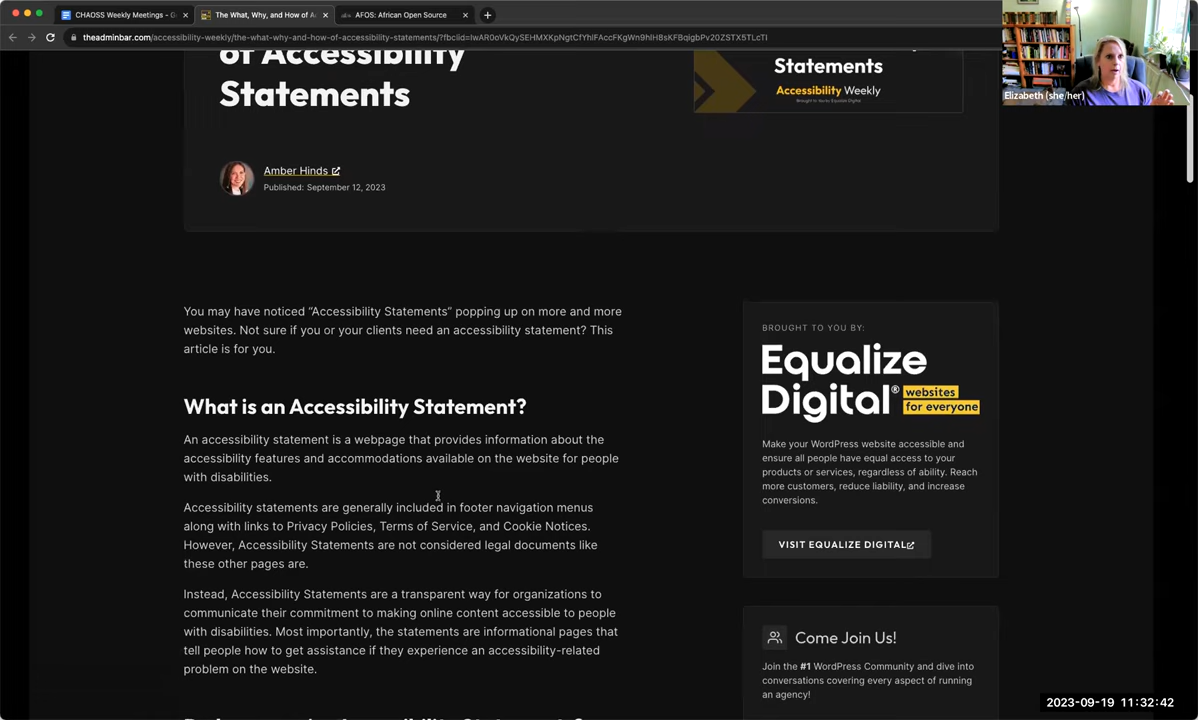 CHAOSS Weekly Meetings - G
The What, Why, and How of A
AFOS: African Open Source
theadminbar.com/accessibility-weekly/the-what-why-and-how-of-accessibility-statements/?fbclid=
Elizabeth (she/her)
of Accessibility
Statements
Statements
Accessibility Weekly
Amber Hinds
Published: September 12, 2023
You may have noticed “Accessibility Statements” popping up on more and more
websites. Not sure if you or your clients need an accessibility statement? This
article is for you.
What is an Accessibility Statement?
An accessibility statement is a webpage that provides information about the
accessibility features and accommodations available on the website for people
with disabilities.
Accessibility statements are generally included in footer navigation menus
along with links to Privacy Policies, Terms of Service, and Cookie Notices.
However, Accessibility Statements are not considered legal documents like
these other pages are.
Instead, Accessibility Statements are a transparent way for organizations to
communicate their commitment to making online content accessible to people
with disabilities. Most importantly, the statements are informational pages that
tell people how to get assistance if they experience an accessibility-related
problem on the website.
BROUGHT TO YOU BY:
Equalize
Digital® websites
for everyone
Make your WordPress website accessible and
ensure all people have equal access to your
products or services, regardless of ability. Reach
more customers, reduce liability, and increase
conversions.
VISIT EQUALIZE DIGITAL
Come Join Us!
Join the #1 WordPress Community and dive into
conversations covering every aspect of running
an agency!
2023-09-19 11:32:42